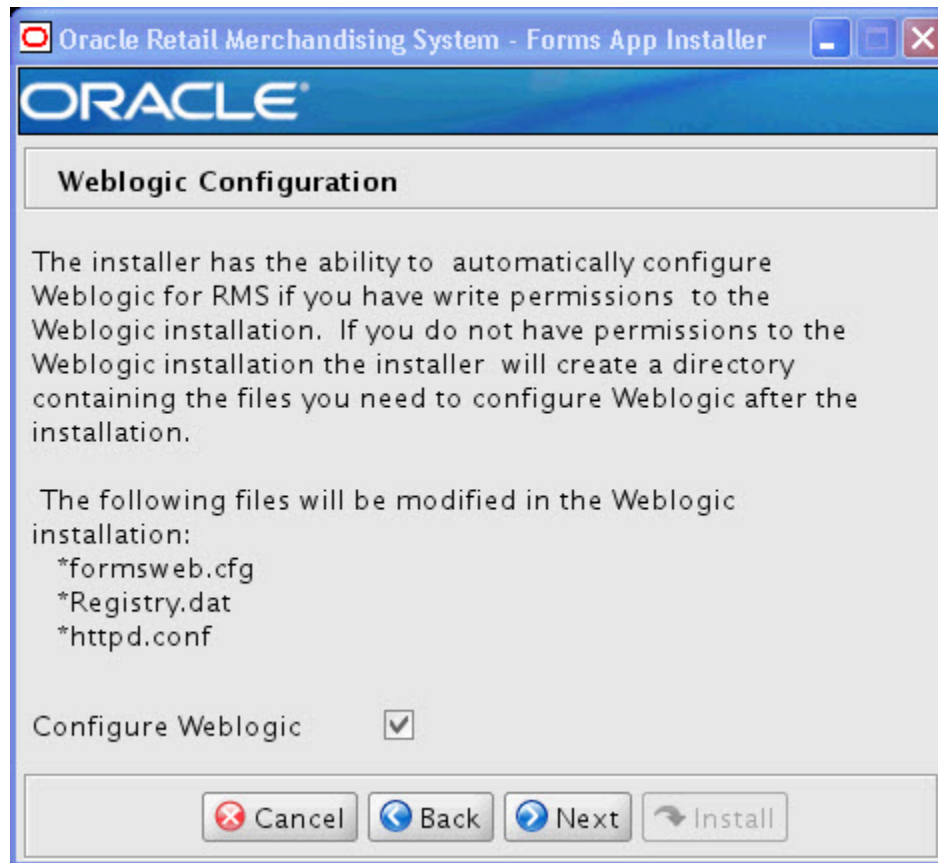 Oracle Retail Merchandising System - Forms App Installer
ORACLE
Weblogic Configuration
The installer has the ability to  automatically configure
Weblogic for RMS if you have write permissions  to the
Weblogic installation.  If you do not have permissions to the
Weblogic installation the installer  will create a directory
containing the files you need to configure Weblogic after the
installation.
The following files will be modified in the Weblogic
installation:
*formsweb.cfg
*Registry.dat
*httpd.conf
Configure Weblogic
Cancel Back Next Install